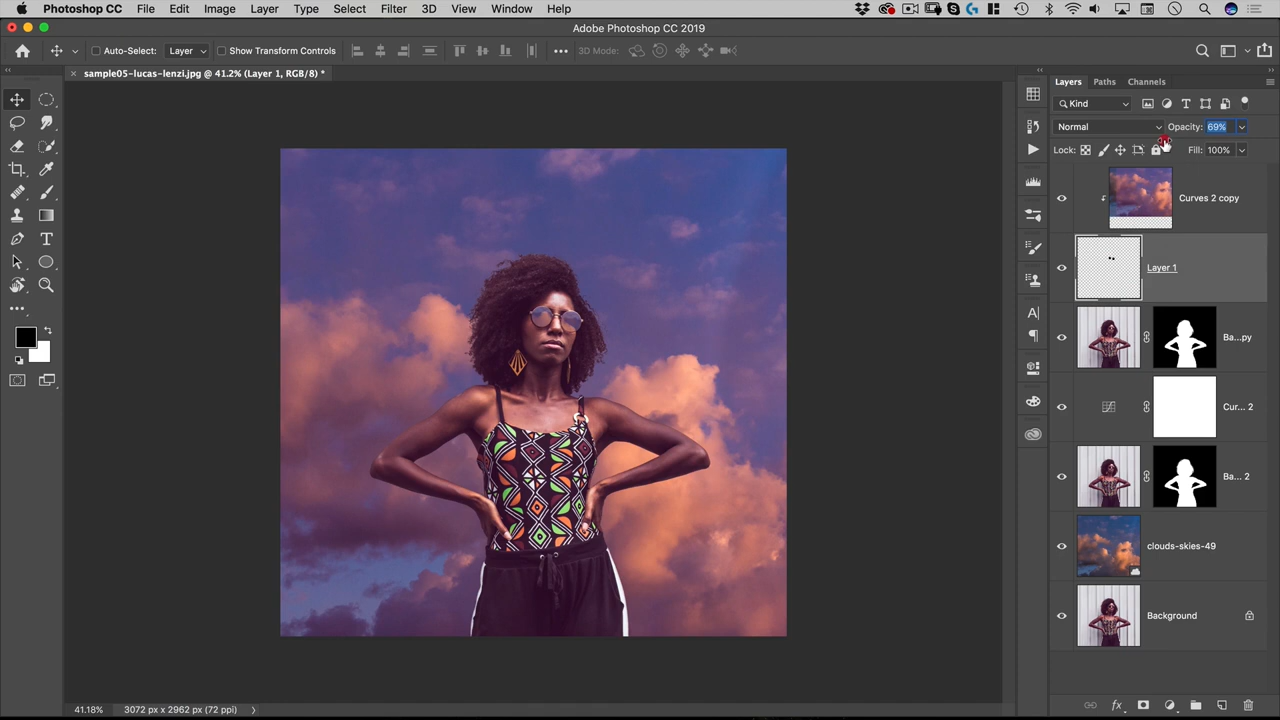 Photoshop CC File Edit Image Layer Type Select Filter 3D View Window Help
Adobe Photoshop CC 2019
Auto-Select: Layer Show Transform Controls 3D Mode:
sample05-lucas-lenzi.jpg @ 41.2% (Layer 1, RGB/8) *
Layers Paths Channels
Kind
Normal Opacity: 69%
Lock: Fill: 100%
Curves 2 copy
Layer 1
Ba...py
Cur... 2
Ba... 2
clouds-skies-49
Background
41.18% 3072 px x 2962 px (72 ppi)